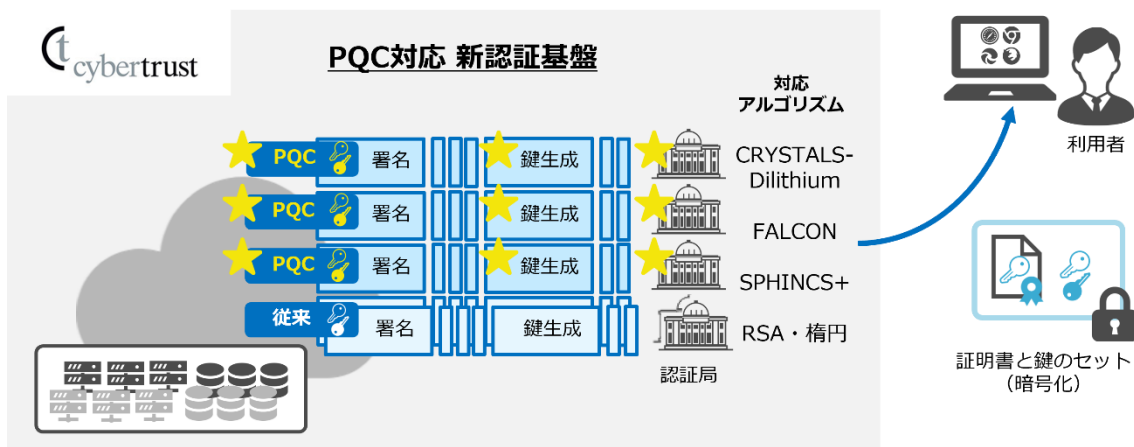 cybertrust
PQC対応 新認証基盤
対応
アルゴリズム
PQC 署名 鍵生成 CRYSTALS-
Dilithium
PQC 署名 鍵生成 FALCON
PQC 署名 鍵生成 SPHINCS+
従来 署名 鍵生成 RSA・楕円
認証局
利用者
証明書と鍵のセット
（暗号化）